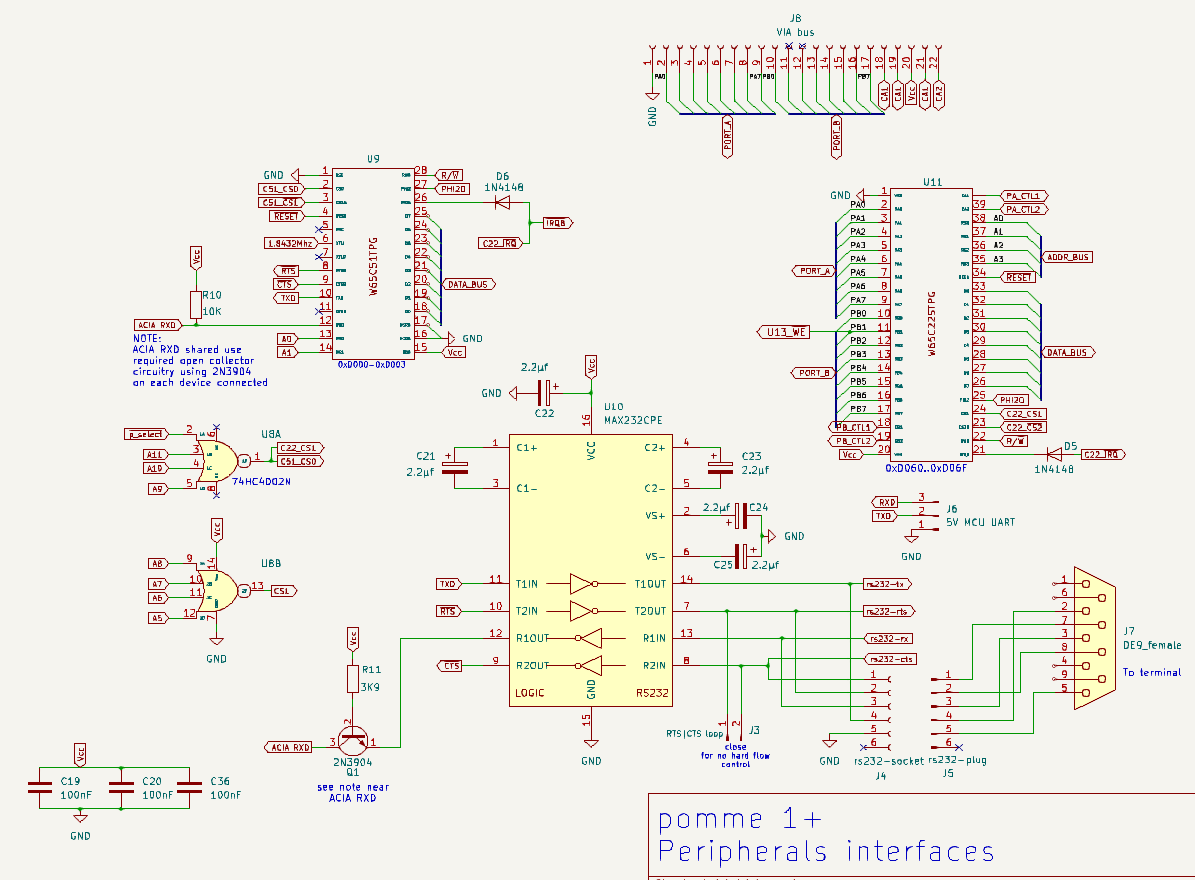 J8
VIA bus
1 2 3 4 5 6 7 8 9 10 11 12 13 14 15 16 17 18 19 20 21 22
PA0 PA7 PB0 PB7
CA1 CA1 Vcc CA1 CA2
GND
PORT_A PORT_B
U9
GND 1 28 R/W
C51_CS0 2 27 PHI2O
C51_CS1 3 26
RESET 4 25
5 24
1.8432Mhz 6 23
7 22
RTS 8 21
CTS 9 20 DATA_BUS
TXD 10 19
11 18
ACIA RXD 12 17
A0 13 16 GND
A1 14 15 Vcc
W65C51TPG
0xD000-0xD003
D6
1N4148
IRQB
C22_IRQ
Vcc
R10
10K
NOTE:
ACIA RXD shared use
required open collector
circuitry using 2N3904
on each device connected
U11
GND 1 PA_CTL1
PA0 2 39 PA_CTL2
PA1 3 38 A0
PA2 4 37 A1
PA3 5 36 A2
PA4 6 35 A3
PA5 7 34 RESET
PA6 8 33
PA7 9 32
PB0 10 31
PB1 11 30
PB2 12 29
PB3 13 28
PB4 14 27
PB5 15 26
PB6 16 25 PHI2O
PB7 17 24 C22_CS1
PB_CTL1 18 23 C22_CS2
PB_CTL2 19 22 R/W
Vcc 20 21
PORT_A
U13_WE
PORT_B
ADDR_BUS
DATA_BUS
W65C22STPG
0xD060..0xD06F
D5
1N4148
C22_IRQ
2.2µf
GND
C22
Vcc
U10
MAX232CPE
16
VCC
C21
2.2µf
1 C1+ C2+ 4
3 C1- C2- 5
C23
2.2µf
VS+ 2
VS- 6
2.2µf C24
GND
C25 2.2µf
TXD 11 T1IN T1OUT 14 rs232-tx
RTS 10 T2IN T2OUT 7 rs232-rts
12 R1OUT R1IN 13 rs232-rx
CTS 9 R2OUT R2IN 8 rs232-cts
LOGIC GND RS232
15
GND
U8A
p_select 2
A11 3
A10 4
A9 5
6
8
1
C22_CS1
C51_CS0
74HC4002N
Vcc
U8B
A8 9
A7 10
A6 11
A5 12
14
7
13 CS1
GND
Vcc
R11
3K9
2
ACIA RXD 3 1
2N3904
Q1
see note near
ACIA RXD
Vcc
C19
100nF
C20
100nF
C36
100nF
GND
RXD 3
TXD 2
1
J6
5V MCU UART
GND
1
6
2
7
3
8
4
9
5
J7
DE9_female
To terminal
RTS|CTS loop
1 2
J3
close
for no hard flow
control
1 1
2 2
3 3
4 4
5 5
6 6
GND
rs232-socket rs232-plug
J4 J5
pomme 1+
Peripherals interfaces